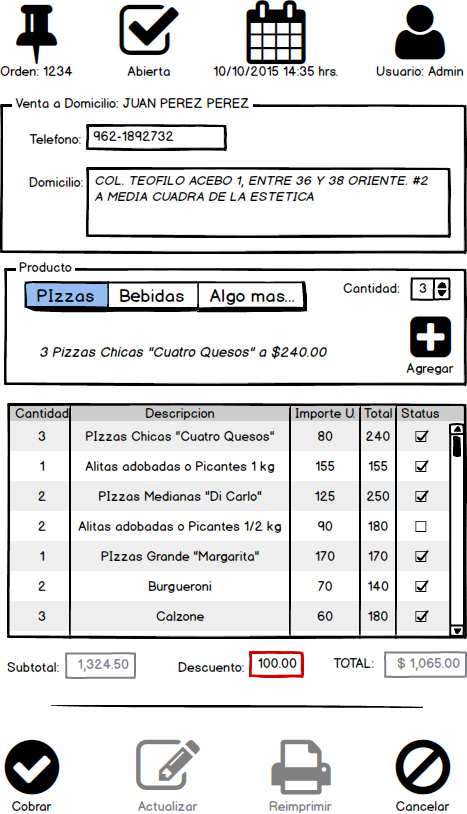 Orden: 1234 Abierta 10/10/2015 14:35 hrs. Usuario: Admin
Venta a Domicilio: JUAN PEREZ PEREZ
Telefono: 962-1892732
Domicilio: COL. TEOFILO ACEBO 1, ENTRE 36 Y 38 ORIENTE. #2
A MEDIA CUADRA DE LA ESTETICA
Producto
PIzzas Bebidas Algo mas... Cantidad: 3
3 Pizzas Chicas "Cuatro Quesos" a $240.00
Agregar
Cantidad Descripcion Importe U. Total Status
3 PIzzas Chicas "Cuatro Quesos" 80 240
1 Alitas adobadas o Picantes 1 kg 155 155
2 PIzzas Medianas "Di Carlo" 125 250
2 Alitas adobadas o Picantes 1/2 kg 90 180
1 PIzzas Grande "Margarita" 170 170
2 Burgueroni 70 140
3 Calzone 60 180
Subtotal: 1,324.50 Descuento: 100.00 TOTAL: $ 1,065.00
Cobrar Actualizar Reimprimir Cancelar